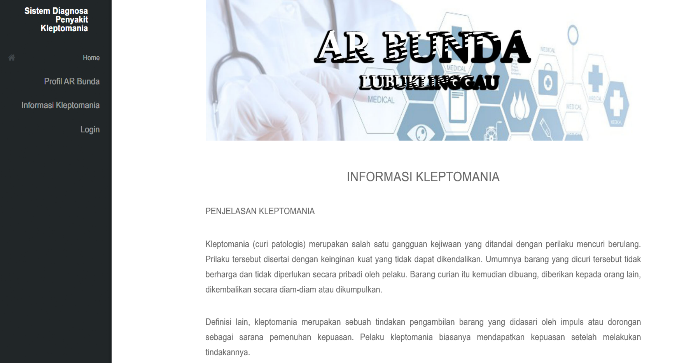 Sistem Diagnosa
Penyakit
Kleptomania
Home
Profil AR Bunda
Informasi Kleptomania
Login
AR BUNDA
LUBUKLINGGAU
MEDICAL
MEDICAL
MEDICAL
INFORMASI KLEPTOMANIA
PENJELASAN KLEPTOMANIA
Kleptomania (curi patologis) merupakan salah satu gangguan kejiwaan yang ditandai dengan perilaku mencuri berulang.
Prilaku tersebut disertai dengan keinginan kuat yang tidak dapat dikendalikan. Umumnya barang yang dicuri tersebut tidak
berharga dan tidak diperlukan secara pribadi oleh pelaku. Barang curian itu kemudian dibuang, diberikan kepada orang lain,
dikembalikan secara diam-diam atau dikumpulkan.
Definisi lain, kleptomania merupakan sebuah tindakan pengambilan barang yang didasari oleh impuls atau dorongan
sebagai sarana pemenuhan kepuasan. Pelaku kleptomania biasanya mendapatkan kepuasan setelah melakukan
tindakannya.